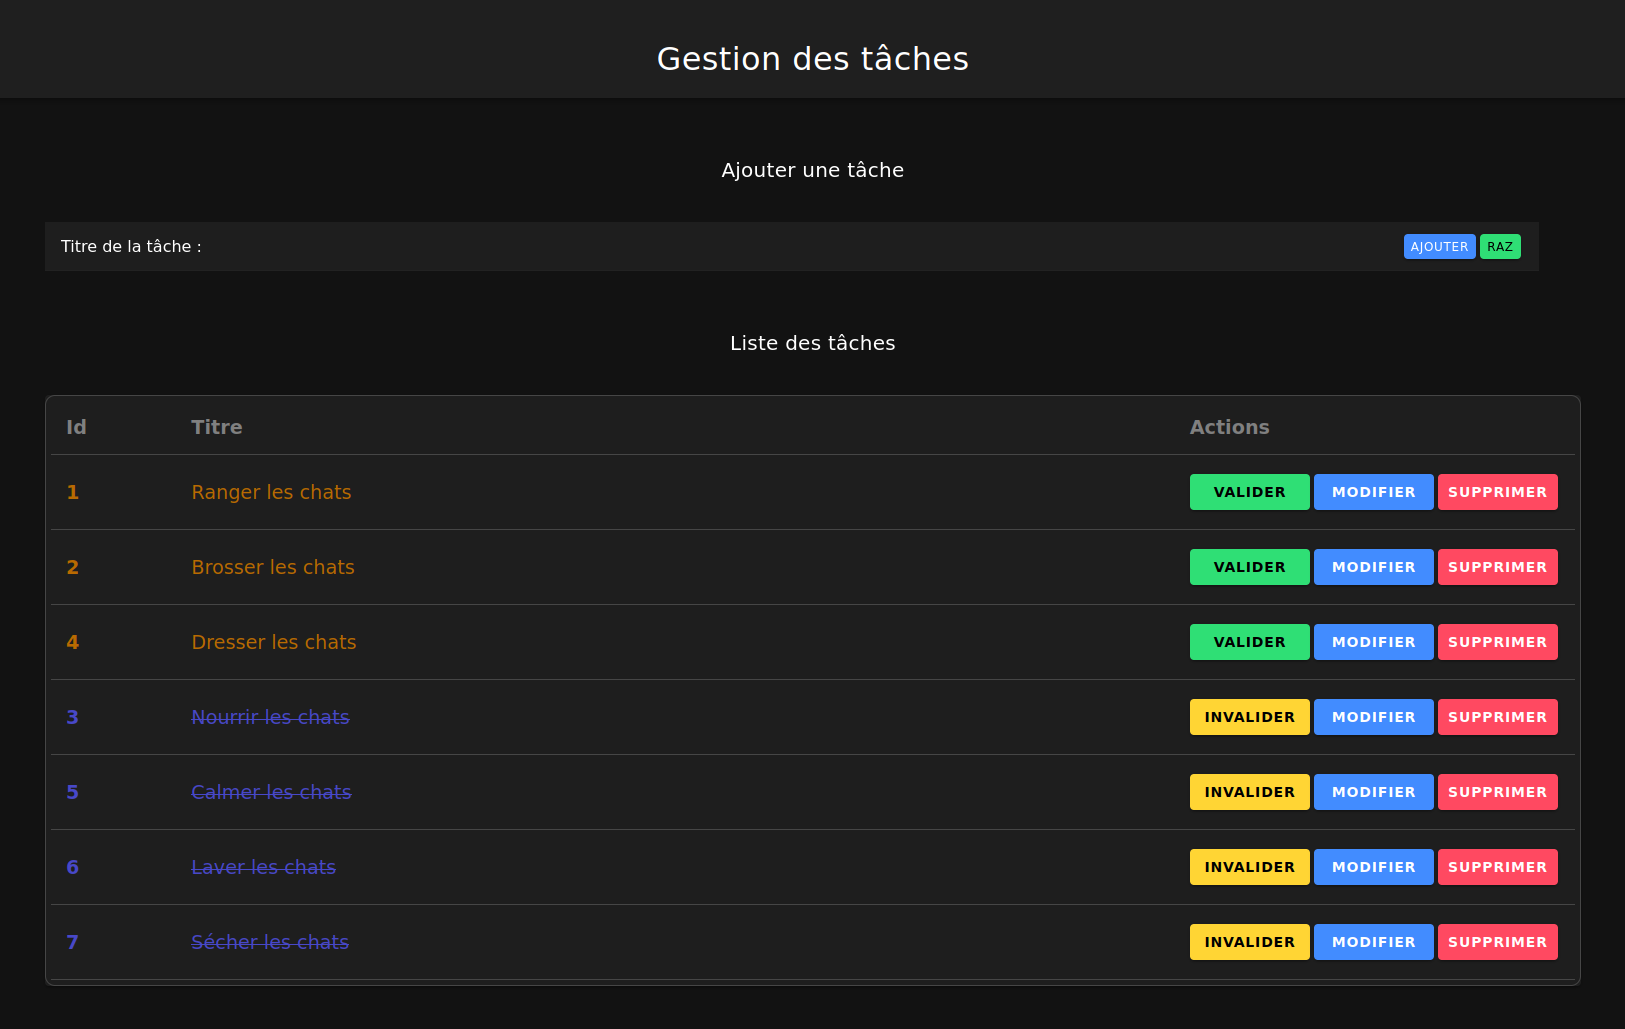 Gestion des tâches
Ajouter une tâche
Titre de la tâche : AJOUTER RAZ
Liste des tâches
Id Titre Actions
1 Ranger les chats VALIDER MODIFIER SUPPRIMER
2 Brosser les chats VALIDER MODIFIER SUPPRIMER
4 Dresser les chats VALIDER MODIFIER SUPPRIMER
3 Nourrir les chats INVALIDER MODIFIER SUPPRIMER
5 Calmer les chats INVALIDER MODIFIER SUPPRIMER
6 Laver les chats INVALIDER MODIFIER SUPPRIMER
7 Sécher les chats INVALIDER MODIFIER SUPPRIMER